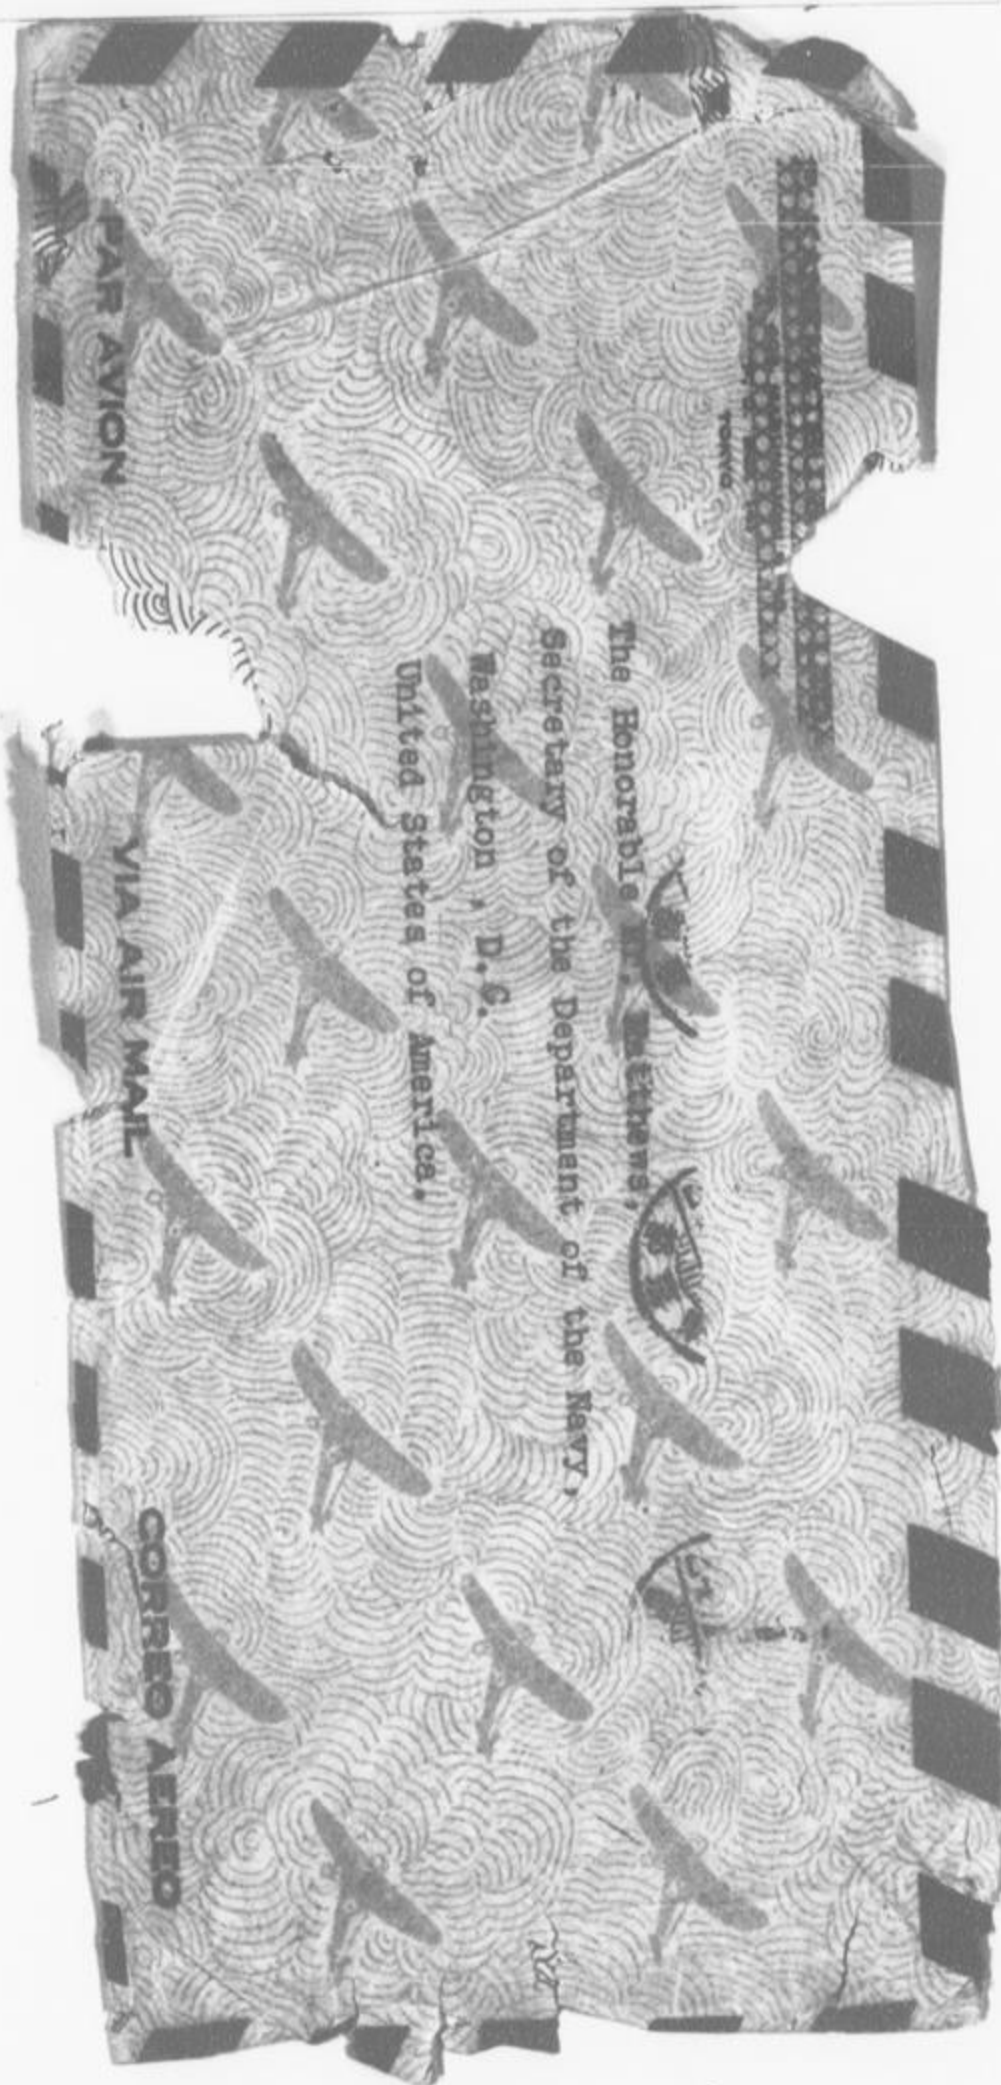 The Honorable Mr. Matthews,
Secretary of the Department of the Navy,
Washington , D.C.
United States of America.
PAR AVION
VIA AIR MAIL
CORREO AEREO